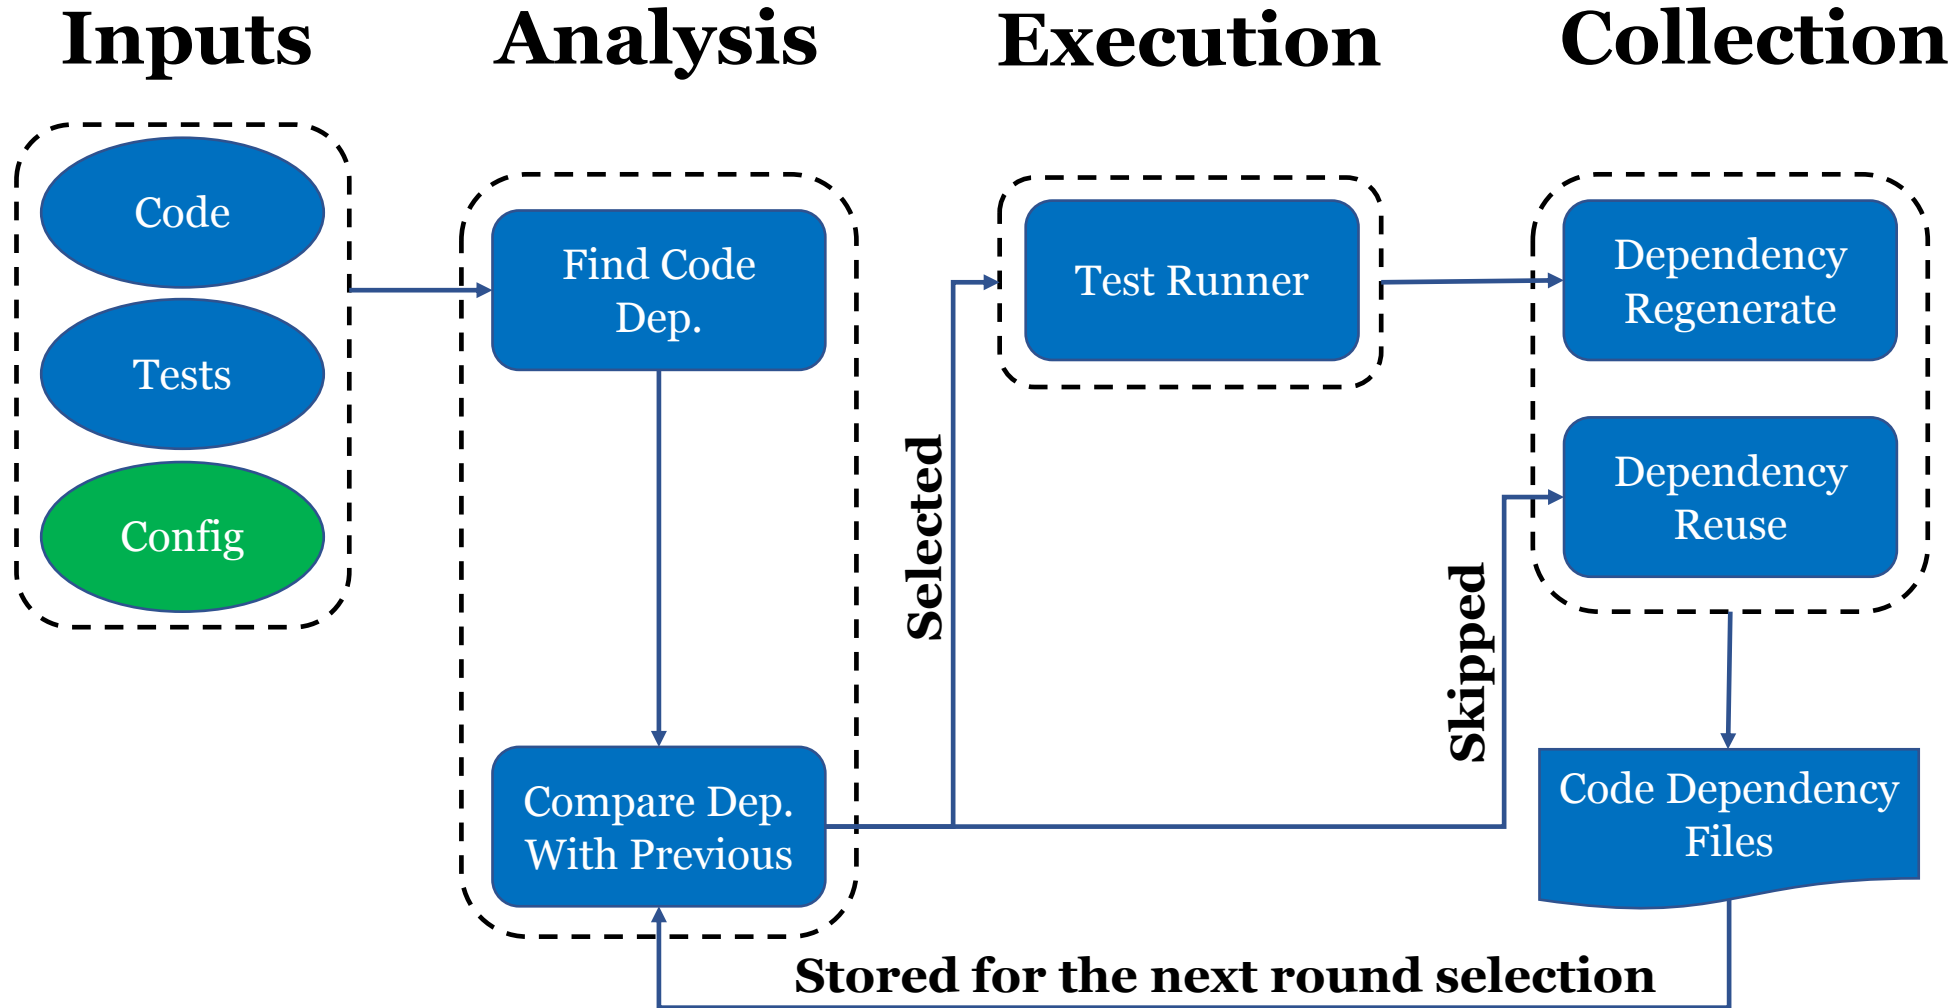 Inputs
Analysis
Execution
Collection
Code
Tests
Config
Find Code
Dep.
Compare Dep.
With Previous
Selected
Test Runner
Skipped
Dependency
Regenerate
Dependency
Reuse
Code Dependency
Files
Stored for the next round selection